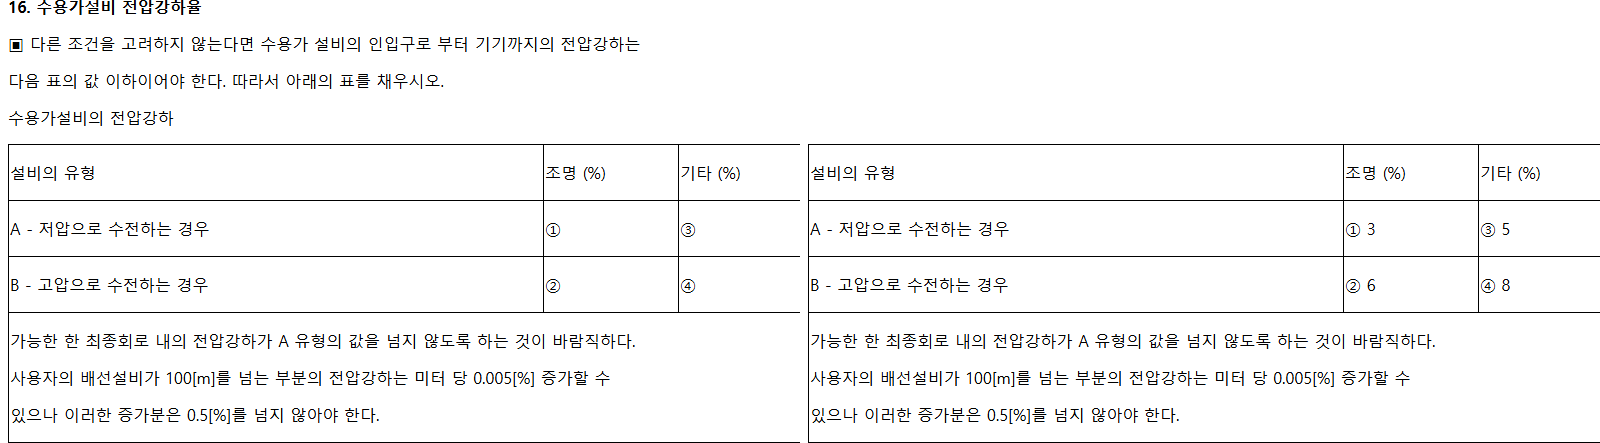 16. 수용가설비 전압강하율
▣ 다른 조건을 고려하지 않는다면 수용가 설비의 인입구로 부터 기기까지의 전압강하는
다음 표의 값 이하이어야 한다. 따라서 아래의 표를 채우시오.
수용가설비의 전압강하
설비의 유형 조명 (%) 기타 (%)
A - 저압으로 수전하는 경우 ① ③
B - 고압으로 수전하는 경우 ② ④
가능한 한 최종회로 내의 전압강하가 A 유형의 값을 넘지 않도록 하는 것이 바람직하다.
사용자의 배선설비가 100[m]를 넘는 부분의 전압강하는 미터 당 0.005[%] 증가할 수
있으나 이러한 증가분은 0.5[%]를 넘지 않아야 한다.
설비의 유형 조명 (%) 기타 (%)
A - 저압으로 수전하는 경우 ① 3 ③ 5
B - 고압으로 수전하는 경우 ② 6 ④ 8
가능한 한 최종회로 내의 전압강하가 A 유형의 값을 넘지 않도록 하는 것이 바람직하다.
사용자의 배선설비가 100[m]를 넘는 부분의 전압강하는 미터 당 0.005[%] 증가할 수
있으나 이러한 증가분은 0.5[%]를 넘지 않아야 한다.